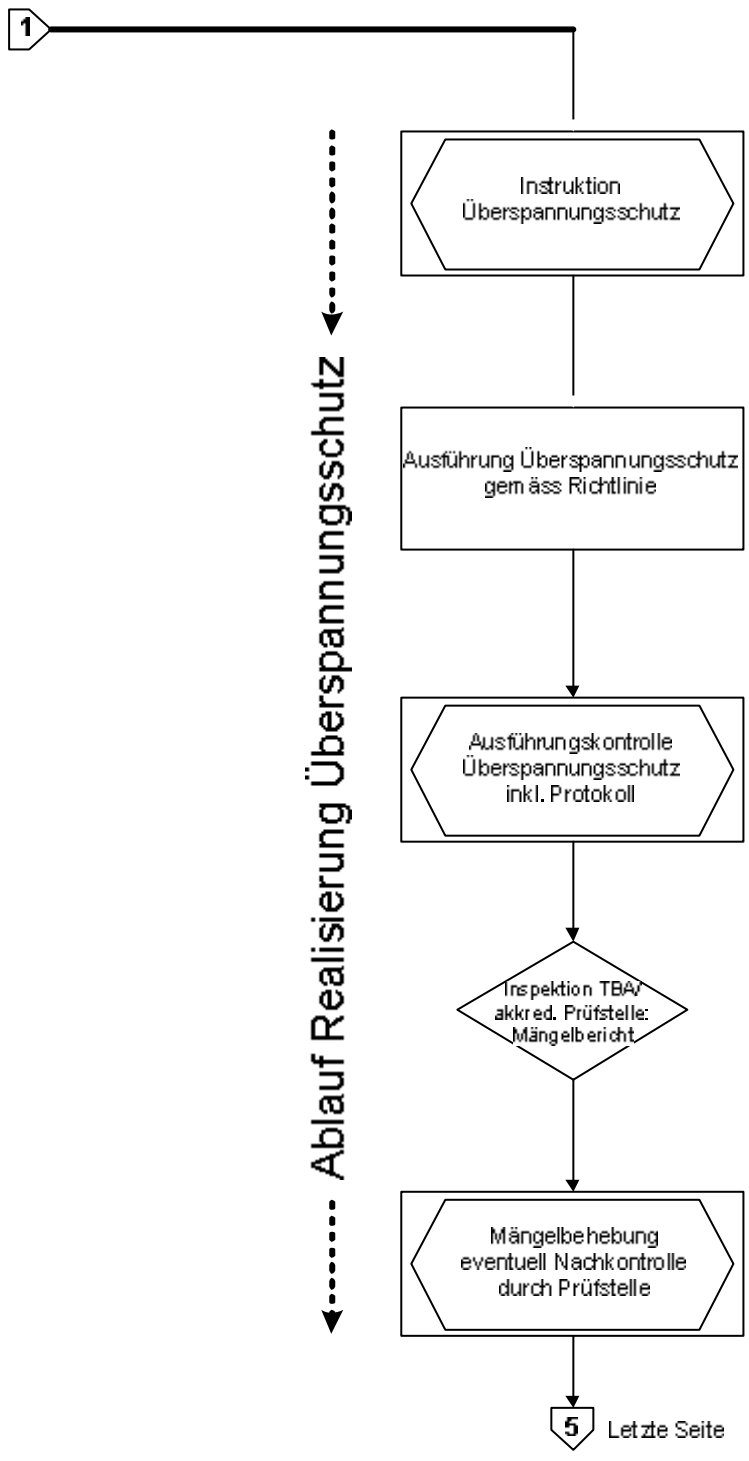 1
Instruktion
Überspannungsschutz
Ablauf Realisierung Überspannungsschutz
Ausführung Überspannungsschutz
gemäss Richtlinie
Ausführungskontrolle
Überspannungsschutz
inkl. Protokoll
Inspektion TBA/
akkred. Prüfstelle:
Mängelbericht
Mängelbehebung
eventuell Nachkontrolle
durch Prüfstelle
5 Letzte Seite